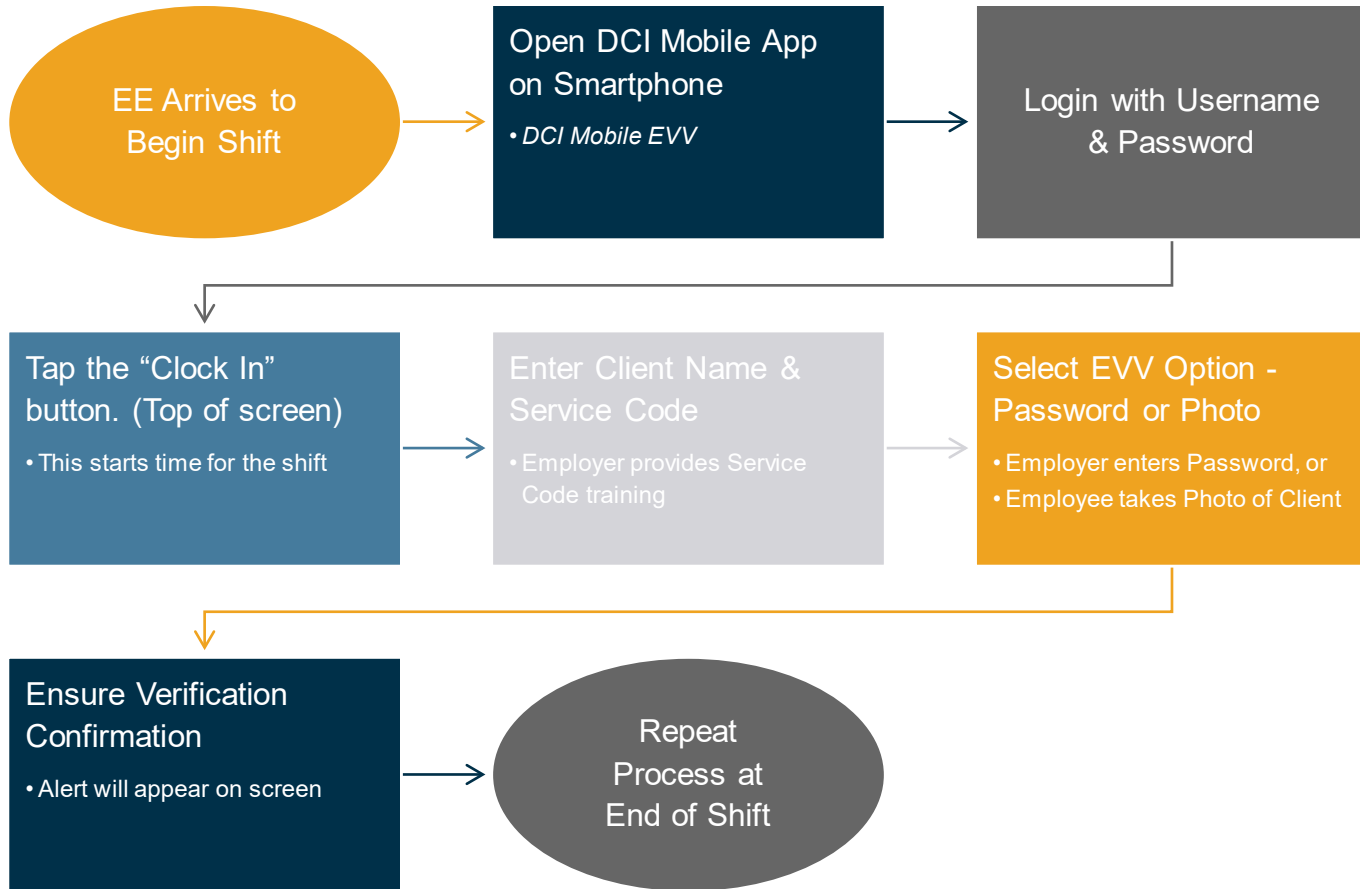 EE Arrives to
Begin Shift
Open DCI Mobile App
on Smartphone
• DCI Mobile EVV
Login with Username
& Password
Tap the “Clock In”
button. (Top of screen)
• This starts time for the shift
Enter Client Name &
Service Code
• Employer provides Service
Code training
Select EVV Option -
Password or Photo
• Employer enters Password, or
• Employee takes Photo of Client
Ensure Verification
Confirmation
• Alert will appear on screen
Repeat
Process at
End of Shift